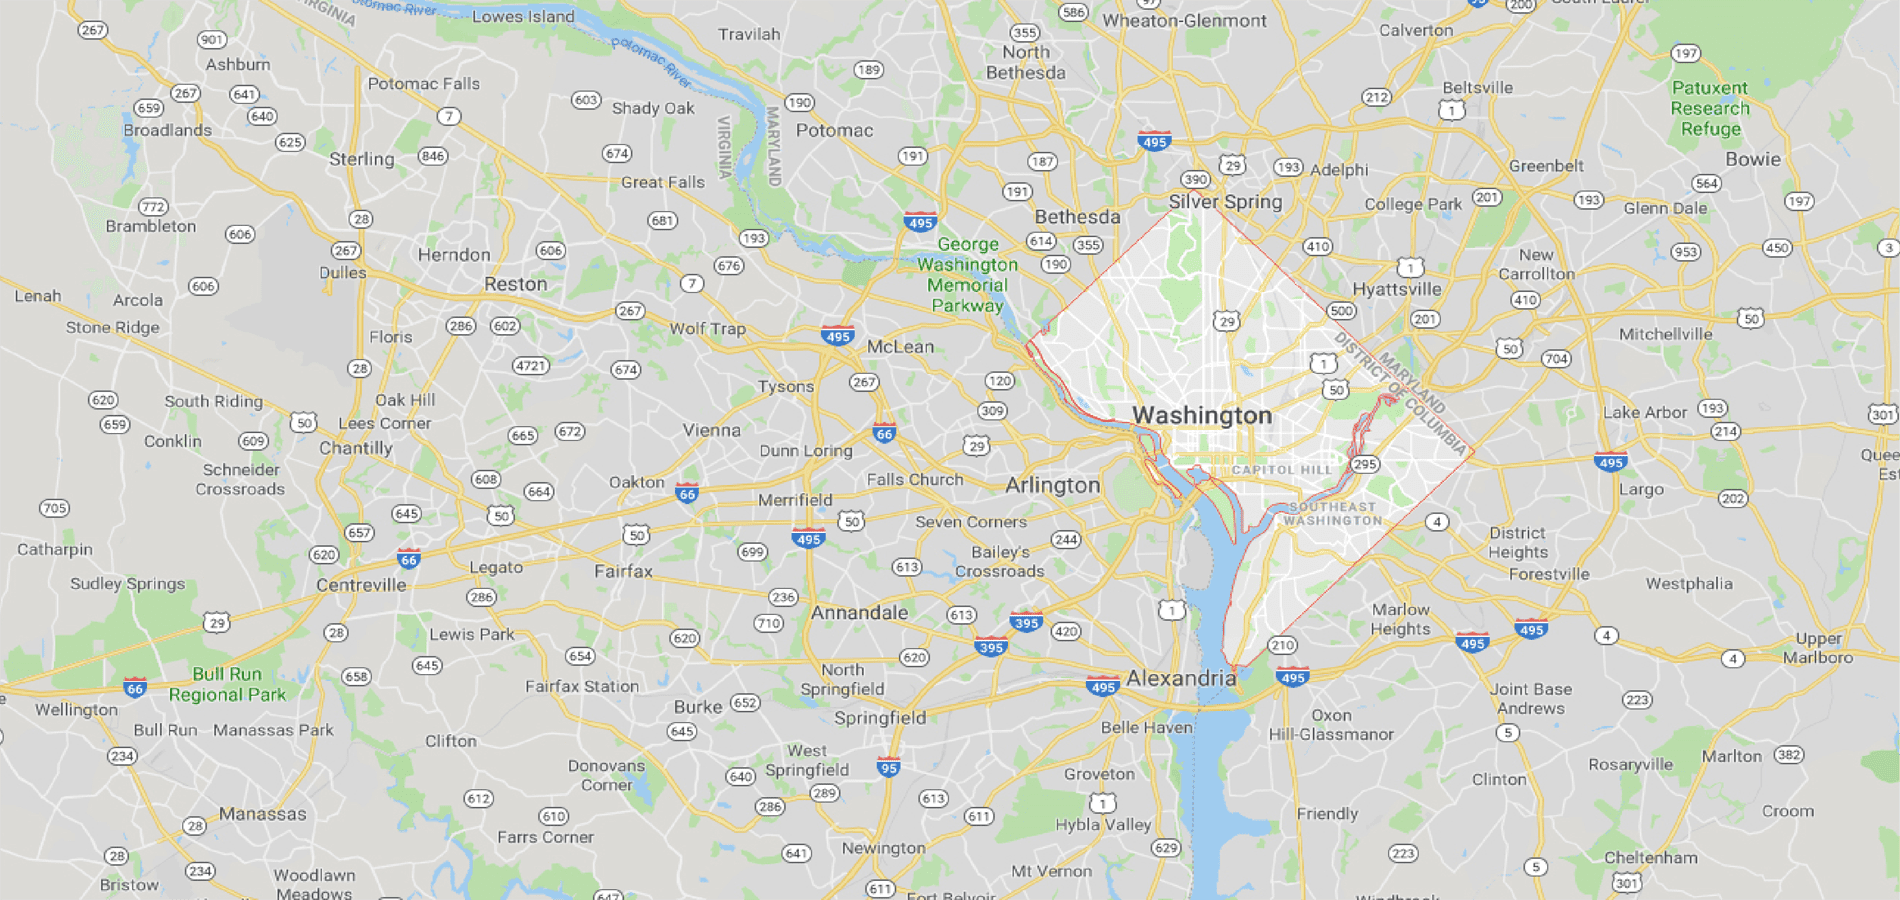 Lowes Island
Potomac River
VIRGINIA
Potomac River
Travilah
586
97
Wheaton-Glenmont
95
200
South Laurel
267
901
Ashburn
355
North
Bethesda
Calverton
197
Potomac Falls
189
Beltsville
Patuxent
Research
Refuge
267
641
659
640
603
Shady Oak
190
212
1
Broadlands
625
7
VIRGINIA
MARYLAND
Potomac
495
Sterling
846
674
191
187
29
193
Adelphi
Greenbelt
Bowie
Great Falls
191
390
Silver Spring
College Park
201
193
564
Glenn Dale
197
772
Brambleton
28
681
495
Bethesda
606
267
Herndon
606
193
George
Washington
Memorial
Parkway
614
355
190
410
1
New
Carrollton
953
450
3
Dulles
676
Lenah
606
Arcola
Reston
7
Hyattsville
410
Stone Ridge
Floris
286
602
267
Wolf Trap
495
McLean
29
500
201
50
Mitchellville
28
4721
674
1
50
704
MARYLAND
DISTRICT OF COLUMBIA
620
South Riding
Oak Hill
Tysons
267
120
50
659
50
Lees Corner
309
Washington
Lake Arbor
193
301
Conklin
609
Chantilly
665
672
Vienna
66
29
214
Schneider
Crossroads
Dunn Loring
CAPITOL HILL
295
495
608
664
Oakton
66
Falls Church
Arlington
Largo
202
705
645
50
Merrifield
SOUTHEAST
WASHINGTON
4
657
50
495
50
Seven Corners
District
Heights
Catharpin
620
66
699
Bailey's
Crossroads
244
Sudley Springs
Centreville
Legato
Fairfax
613
Forestville
Westphalia
286
236
29
28
Annandale
613
395
1
Marlow
Heights
Lewis Park
620
710
395
420
495
495
4
Upper
Marlboro
645
654
620
210
4
Bull Run
Regional Park
658
66
Fairfax Station
North
Springfield
495
Alexandria
495
Joint Base
Andrews
223
Wellington
Burke
652
Bull Run
Manassas Park
645
Springfield
Belle Haven
Oxon
Hill-Glassmanor
5
234
Clifton
Donovans
Corner
West
Springfield
95
Marlton
382
640
Groveton
Clinton
Rosaryville
612
289
613
1
Manassas
286
610
611
Hybla Valley
Friendly
Croom
28
Farrs Corner
641
Newington
629
223
28
234
Mt Vernon
5
Cheltenham
Bristow
Woodlawn
Meadows
611
Fort Belvoir
301
647